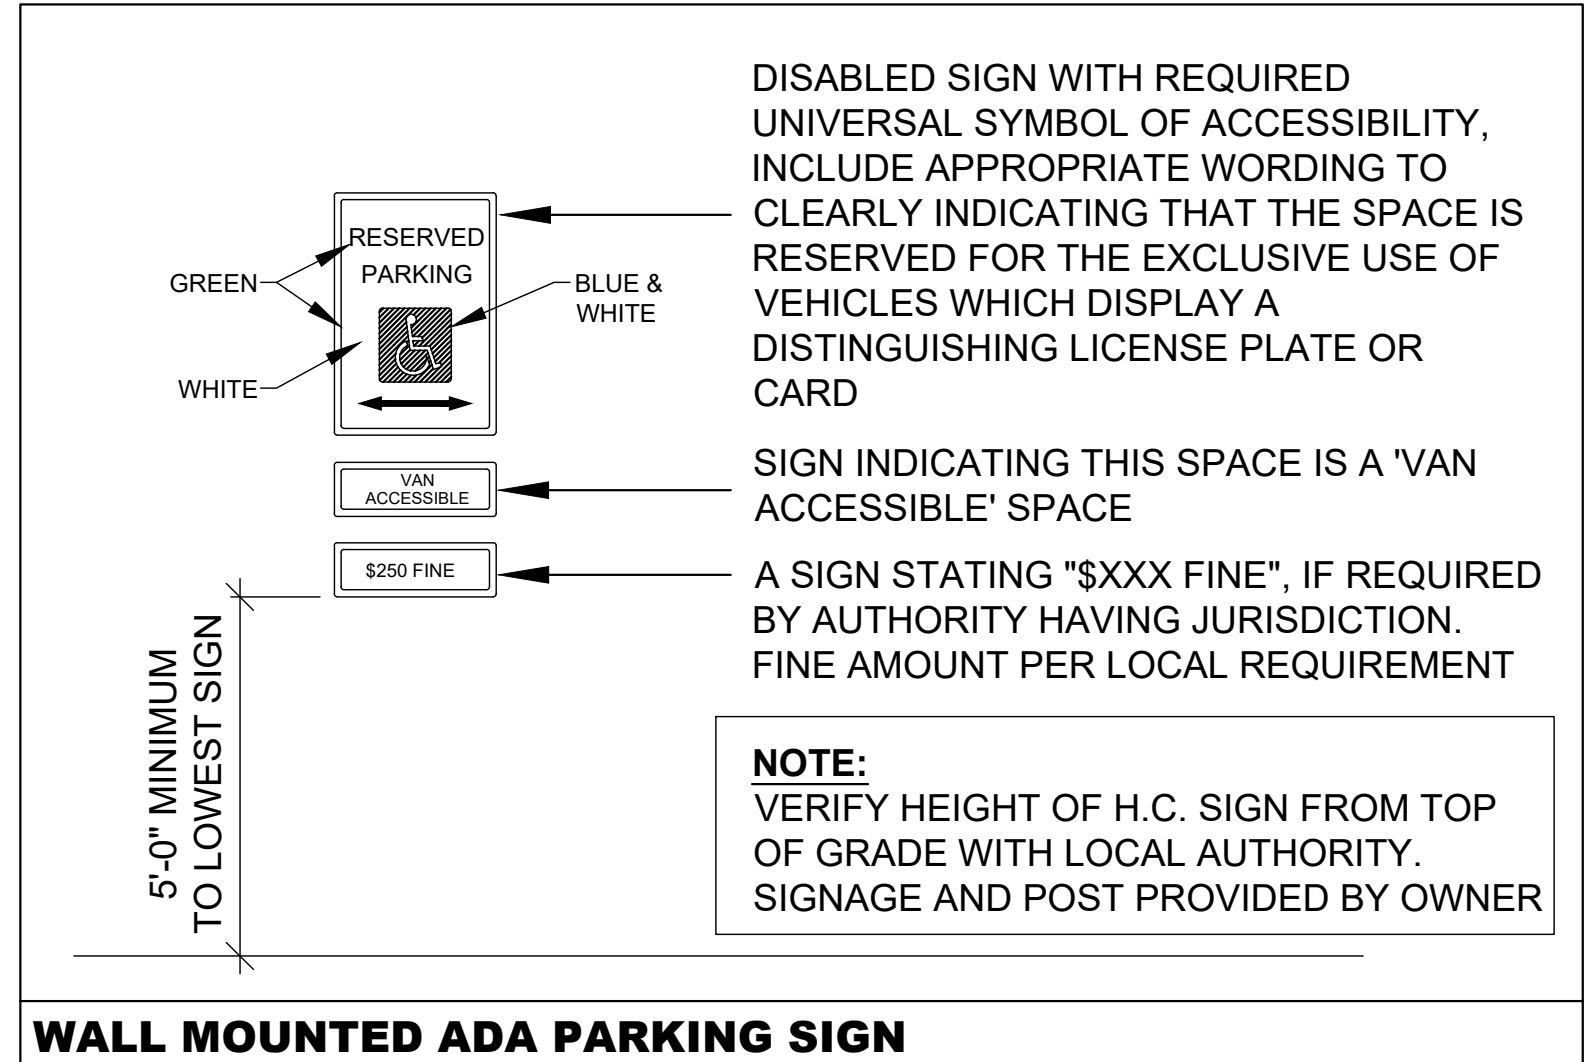 DISABLED SIGN WITH REQUIRED
UNIVERSAL SYMBOL OF ACCESSIBILITY,
INCLUDE APPROPRIATE WORDING TO
CLEARLY INDICATING THAT THE SPACE IS
RESERVED FOR THE EXCLUSIVE USE OF
VEHICLES WHICH DISPLAY A
DISTINGUISHING LICENSE PLATE OR
CARD
RESERVED
PARKING
GREEN
BLUE &
WHITE
WHITE
VAN
ACCESSIBLE
SIGN INDICATING THIS SPACE IS A 'VAN
ACCESSIBLE' SPACE
$250 FINE
A SIGN STATING "$XXX FINE", IF REQUIRED
BY AUTHORITY HAVING JURISDICTION.
FINE AMOUNT PER LOCAL REQUIREMENT
5'-0" MINIMUM
TO LOWEST SIGN
NOTE:
VERIFY HEIGHT OF H.C. SIGN FROM TOP
OF GRADE WITH LOCAL AUTHORITY.
SIGNAGE AND POST PROVIDED BY OWNER
WALL MOUNTED ADA PARKING SIGN